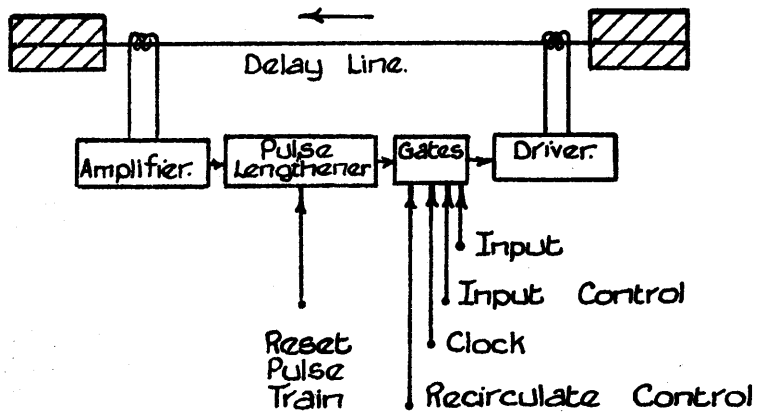 Delay Line.
Amplifier.
Pulse
Lengthener
Gates
Driver.
Input
Input Control
Clock
Recirculate Control
Reset
Pulse
Train